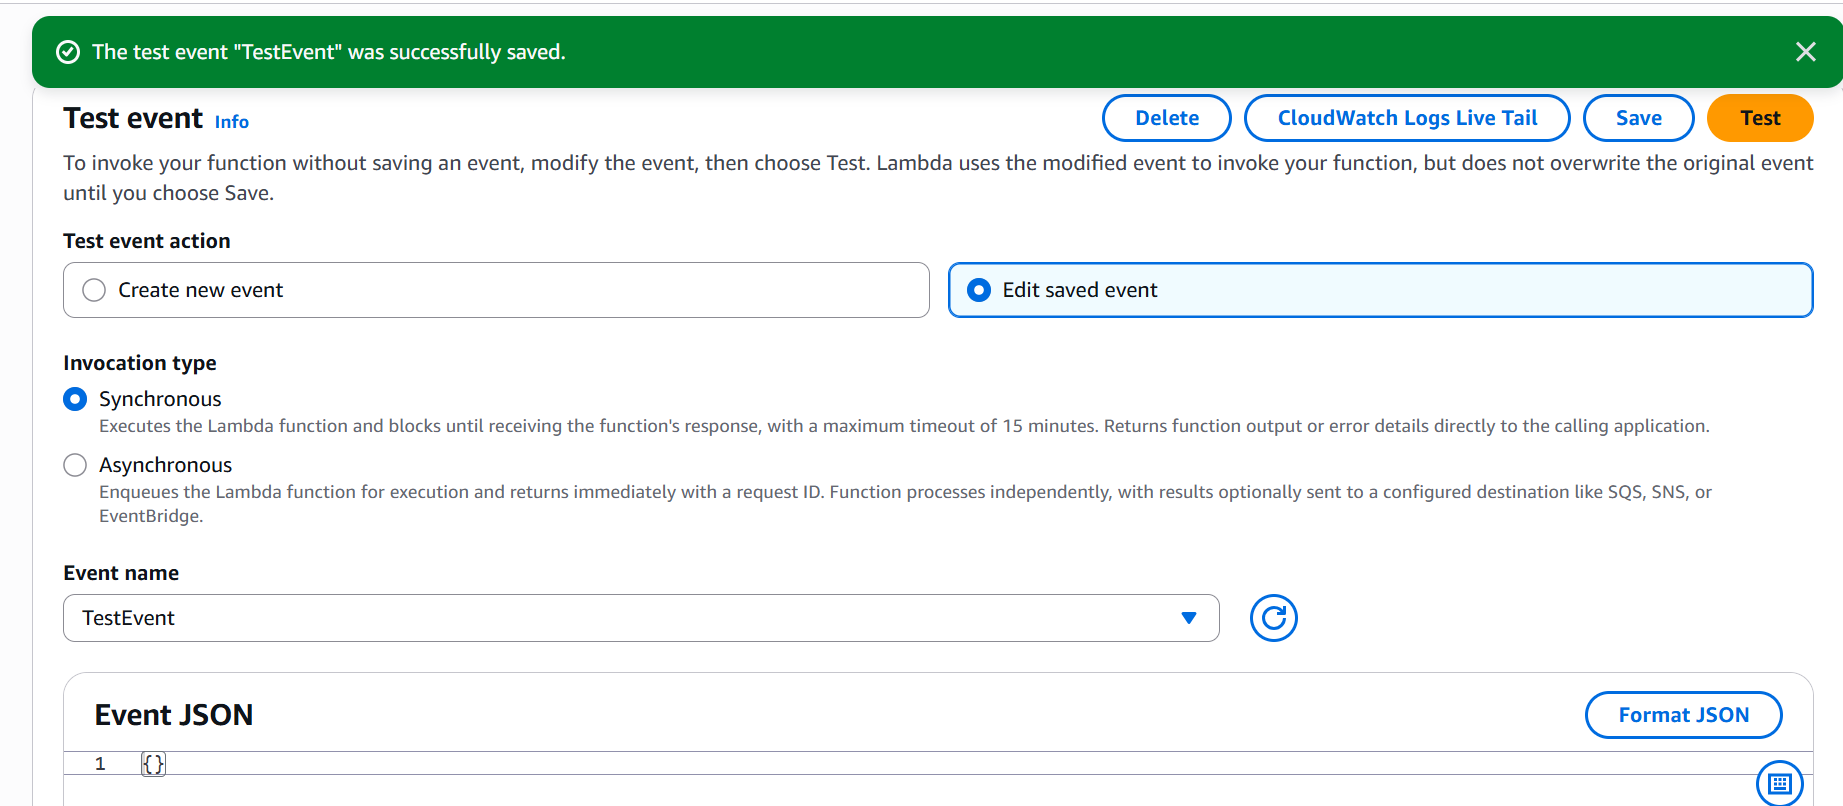 The test event "TestEvent" was successfully saved.
Test event Info
Delete
CloudWatch Logs Live Tail
Save
Test
To invoke your function without saving an event, modify the event, then choose Test. Lambda uses the modified event to invoke your function, but does not overwrite the original event
until you choose Save.
Test event action
Create new event
Edit saved event
Invocation type
Synchronous
Executes the Lambda function and blocks until receiving the function's response, with a maximum timeout of 15 minutes. Returns function output or error details directly to the calling application.
Asynchronous
Enqueues the Lambda function for execution and returns immediately with a request ID. Function processes independently, with results optionally sent to a configured destination like SQS, SNS, or
EventBridge.
Event name
TestEvent
Event JSON
Format JSON
1 {}